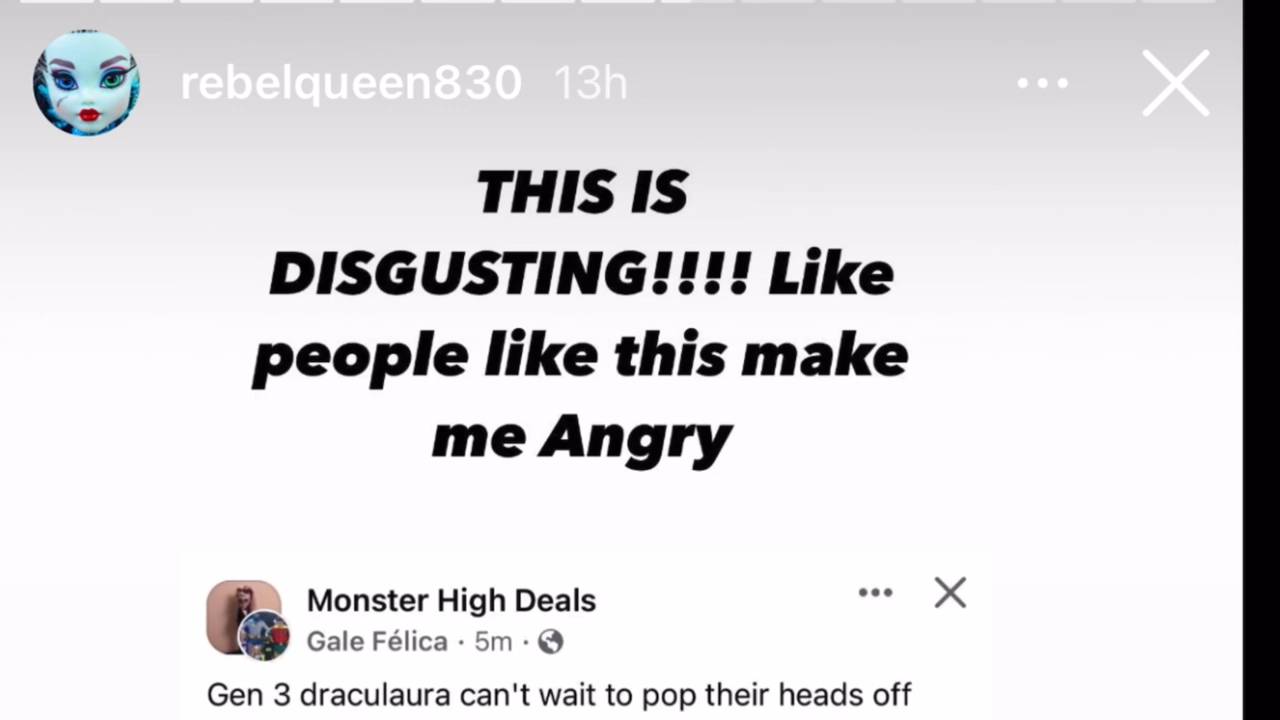 rebelqueen830 13h
THIS IS
DISGUSTING!!!! Like
people like this make
me Angry
Monster High Deals
Gale Félica · 5m ·
Gen 3 draculaura can't wait to pop their heads off